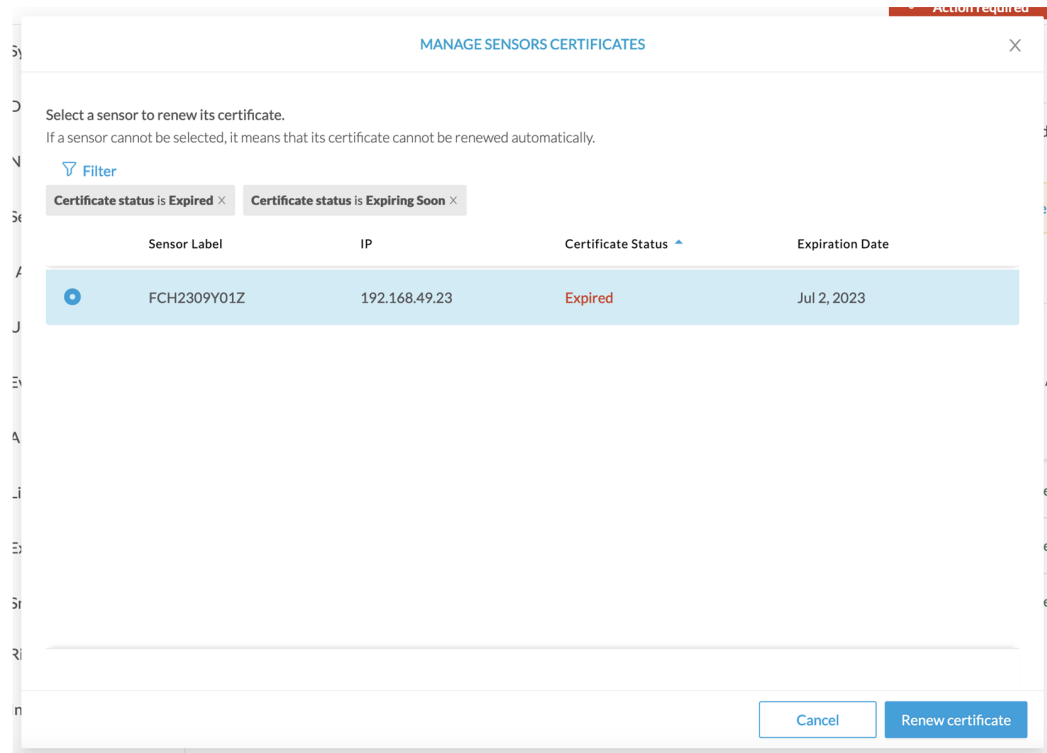 Action required
MANAGE SENSORS CERTIFICATES
Select a sensor to renew its certificate.
If a sensor cannot be selected, it means that its certificate cannot be renewed automatically.
Filter
Certificate status is Expired × Certificate status is Expiring Soon ×
Sensor Label IP Certificate Status Expiration Date
FCH2309Y01Z 192.168.49.23 Expired Jul 2, 2023
Cancel Renew certificate